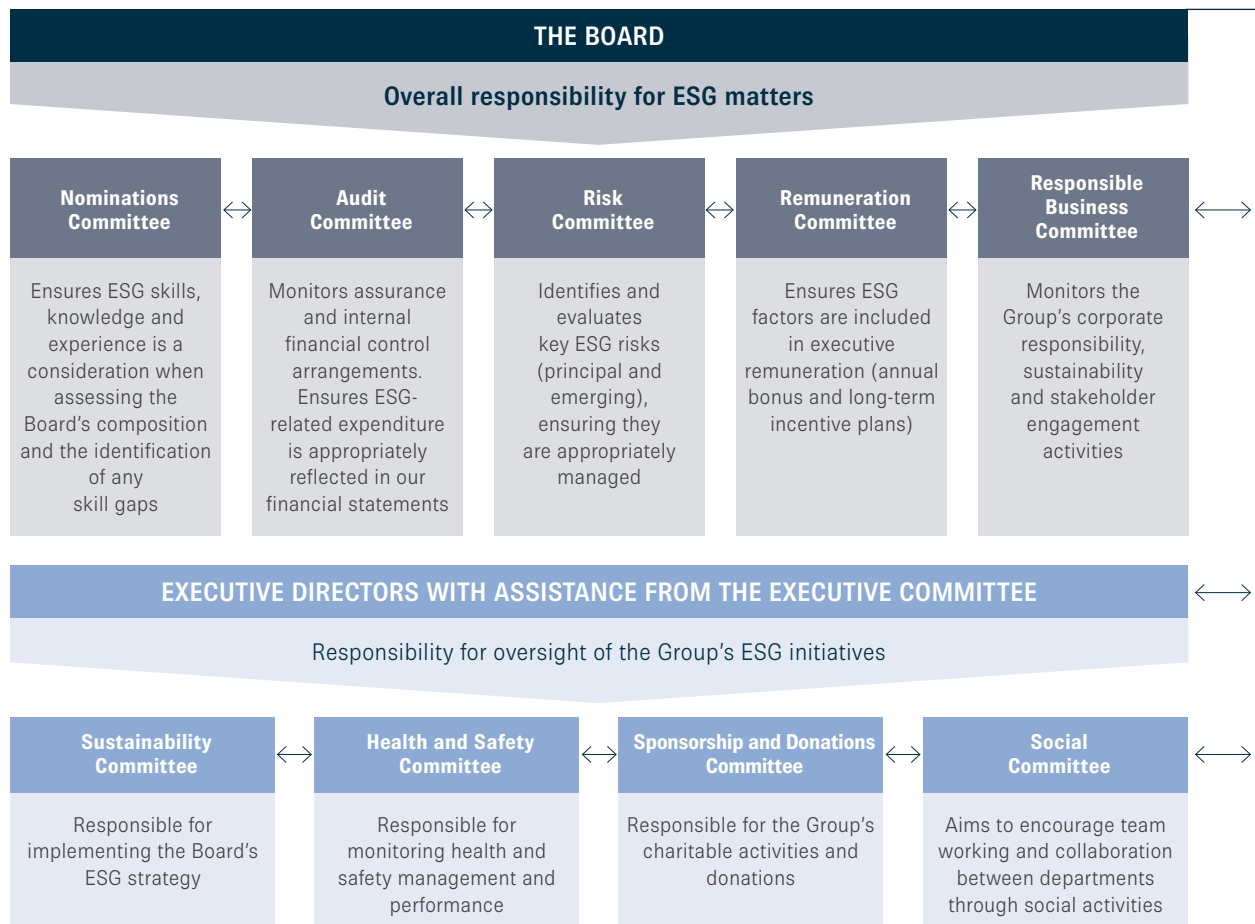 THE BOARD
Overall responsibility for ESG matters
Nominations
Committee
Ensures ESG skills,
knowledge and
experience is a
consideration when
assessing the
Board’s composition
and the identification
of any
skill gaps
Audit
Committee
Monitors assurance
and internal
financial control
arrangements.
Ensures ESG-
related expenditure
is appropriately
reflected in our
financial statements
Risk
Committee
Identifies and
evaluates
key ESG risks
(principal and
emerging),
ensuring they
are appropriately
managed
Remuneration
Committee
Ensures ESG
factors are included
in executive
remuneration (annual
bonus and long-term
incentive plans)
Responsible
Business
Committee
Monitors the
Group’s corporate
responsibility,
sustainability
and stakeholder
engagement
activities
EXECUTIVE DIRECTORS WITH ASSISTANCE FROM THE EXECUTIVE COMMITTEE
Responsibility for oversight of the Group’s ESG initiatives
Sustainability
Committee
Responsible for
implementing the Board’s
ESG strategy
Health and Safety
Committee
Responsible for
monitoring health and
safety management and
performance
Sponsorship and Donations
Committee
Responsible for the Group’s
charitable activities and
donations
Social
Committee
Aims to encourage team
working and collaboration
between departments
through social activities